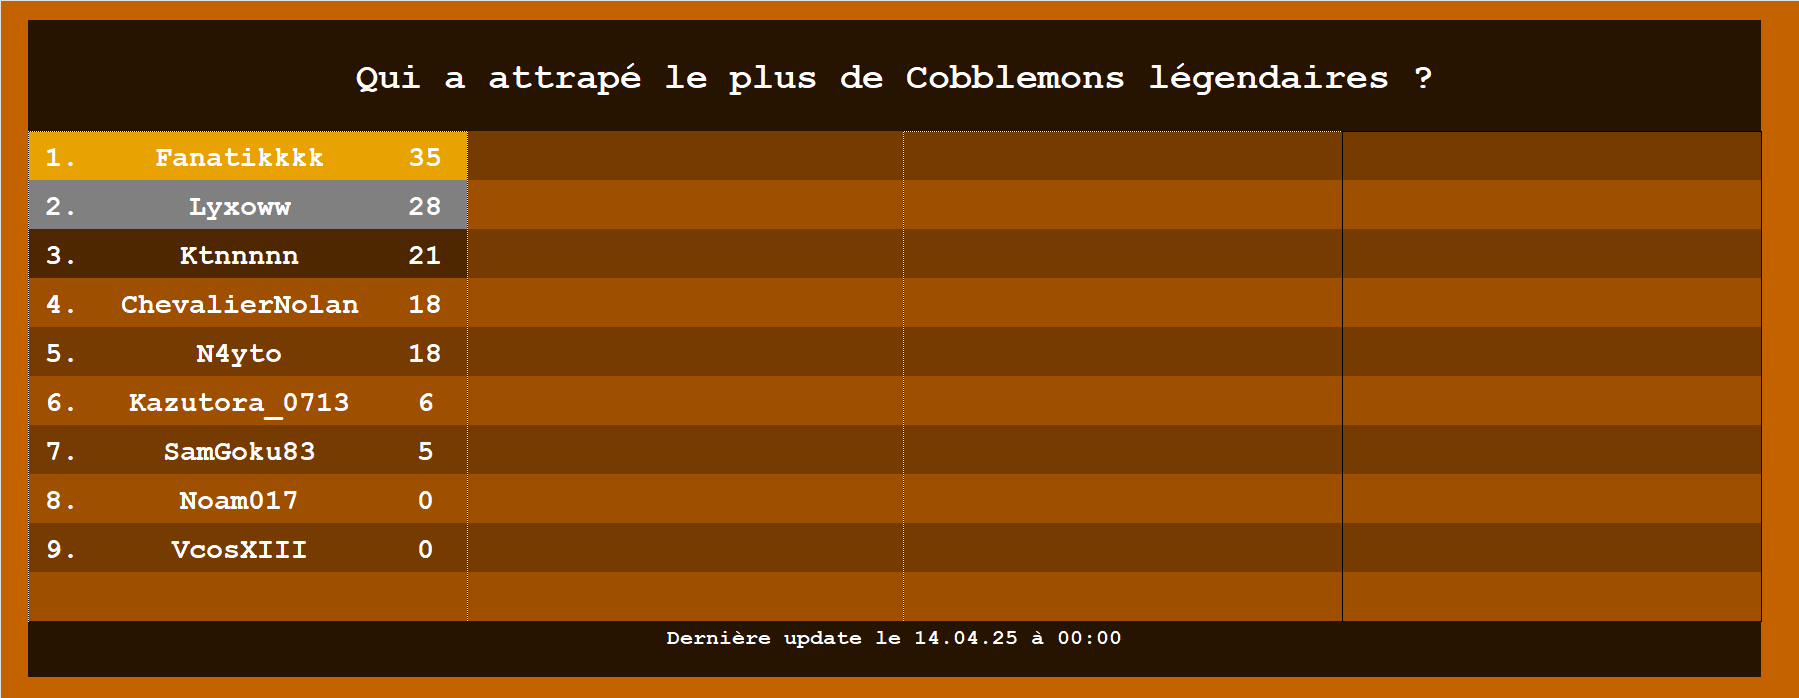 Qui a attrapé le plus de Cobblemons légendaires ?
1. Fanatikkkk 35
2. Lyxoww 28
3. Ktnnnnn 21
4. ChevalierNolan 18
5. N4yto 18
6. Kazutora_0713 6
7. SamGoku83 5
8. Noam017 0
9. VcosXIII 0
Dernière update le 14.04.25 à 00:00